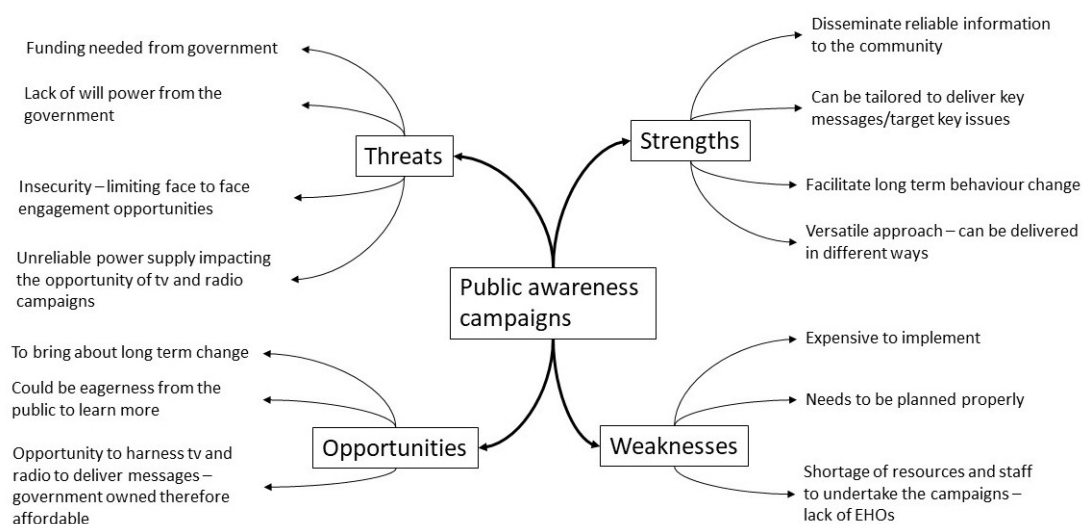 Public awareness
campaigns
Threats
Funding needed from government
Lack of will power from the
government
Insecurity – limiting face to face
engagement opportunities
Unreliable power supply impacting
the opportunity of tv and radio
campaigns
Strengths
Disseminate reliable information
to the community
Can be tailored to deliver key
messages/target key issues
Facilitate long term behaviour change
Versatile approach – can be delivered
in different ways
Opportunities
To bring about long term change
Could be eagerness from the
public to learn more
Opportunity to harness tv and
radio to deliver messages –
government owned therefore
affordable
Weaknesses
Expensive to implement
Needs to be planned properly
Shortage of resources and staff
to undertake the campaigns –
lack of EHOs